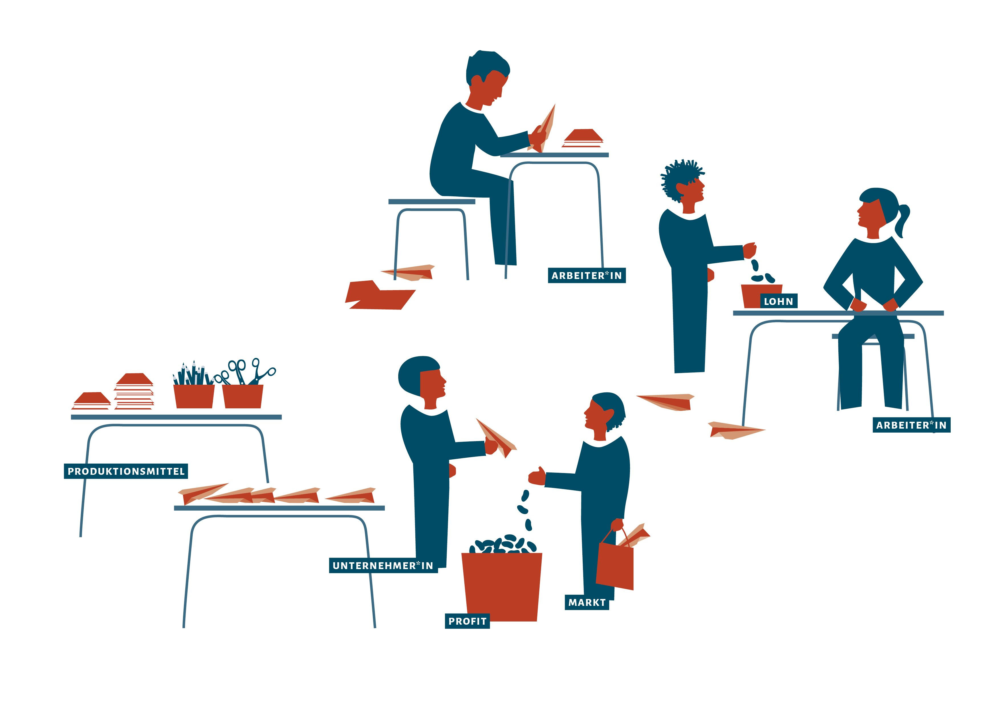 ARBEITER*IN
LOHN
ARBEITER*IN
PRODUKTIONSMITTEL
UNTERNEHMER*IN
MARKT
PROFIT